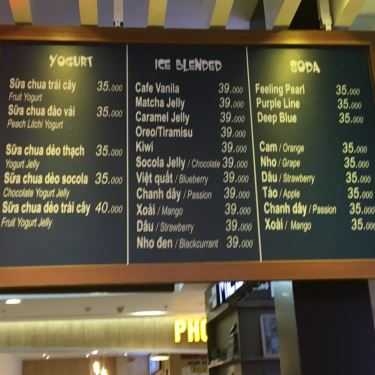 YOGURT
Sữa chua trái cây 35.000
Fruit Yogurt
Sữa chua đào vải 35.000
Peach Litchi Yogurt
Sữa chua dẻo thạch 35.000
Yogurt Jelly
Sữa chua dẻo socola 35.000
Chocolate Yogurt Jelly
Sữa chua dẻo trái cây 40.000
Fruit Yogurt Jelly
ICE BLENDED
Cafe Vanila 39.000
Matcha Jelly 39.000
Caramel Jelly 39.000
Oreo/Tiramisu 39.000
Kiwi 39.000
Socola Jelly / Chocolate 39.000
Việt quất / Blueberry 39.000
Chanh dây / Passion 39.000
Xoài / Mango 39.000
Dâu / Strawberry 39.000
Nho đen / Blackcurrant 39.000
SODA
Feeling Pearl 35.000
Purple Line 35.000
Deep Blue 35.000
Cam / Orange 35.000
Nho / Grape 35.000
Dâu / Strawberry 35.000
Táo / Apple 35.000
Chanh dây / Passion 35.000
Xoài / Mango 35.000
PHO